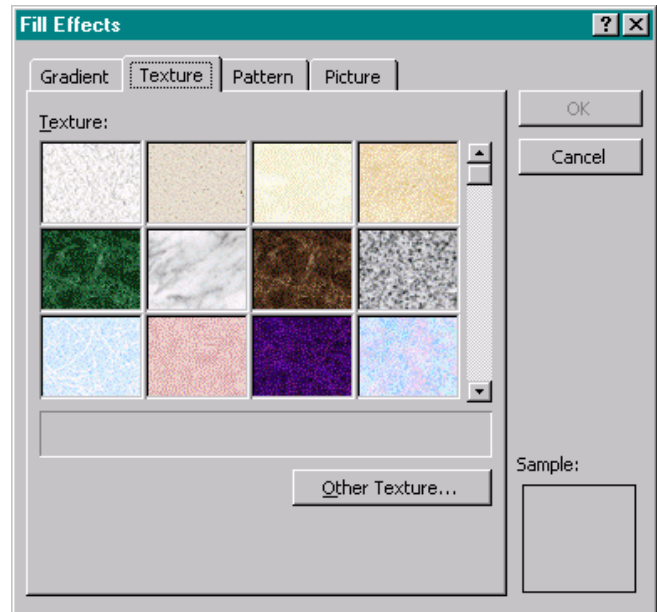 Fill Effects
Gradient Texture Pattern Picture
OK
Texture:
Cancel
Sample:
Other Texture...